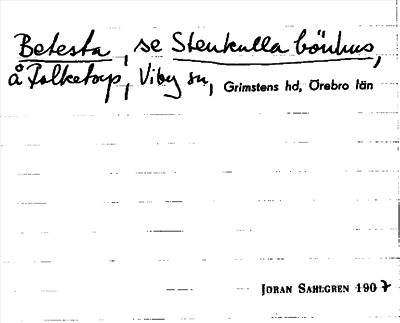 Betesta, se Stenkulla bönhus,
å Folketorp, Viby sn, Grimstens hd, Örebro län
JÖRAN SAHLGREN 1907